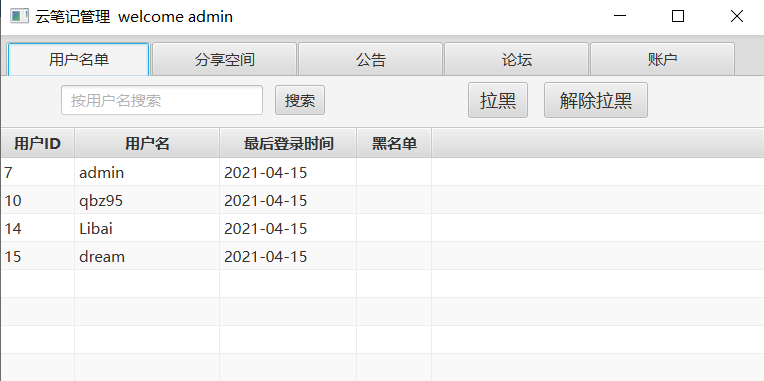 云笔记管理 welcome admin
用户名单 分享空间 公告 论坛 账户
按用户名搜索 搜索 拉黑 解除拉黑
用户ID 用户名 最后登录时间 黑名单
7 admin 2021-04-15
10 qbz95 2021-04-15
14 Libai 2021-04-15
15 dream 2021-04-15